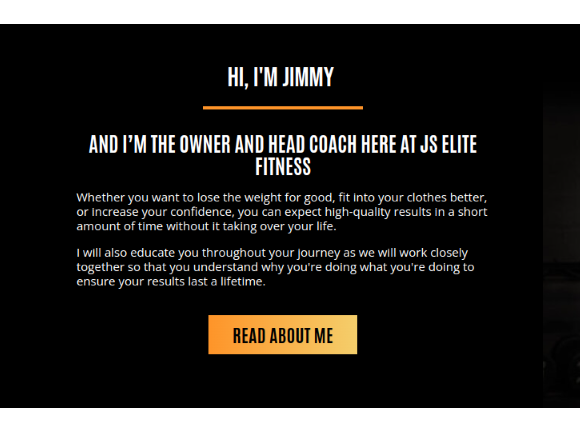 HI, I'M JIMMY
AND I’M THE OWNER AND HEAD COACH HERE AT JS ELITE
FITNESS
Whether you want to lose the weight for good, fit into your clothes better,
or increase your confidence, you can expect high-quality results in a short
amount of time without it taking over your life.
I will also educate you throughout your journey as we will work closely
together so that you understand why you're doing what you're doing to
ensure your results last a lifetime.
READ ABOUT ME